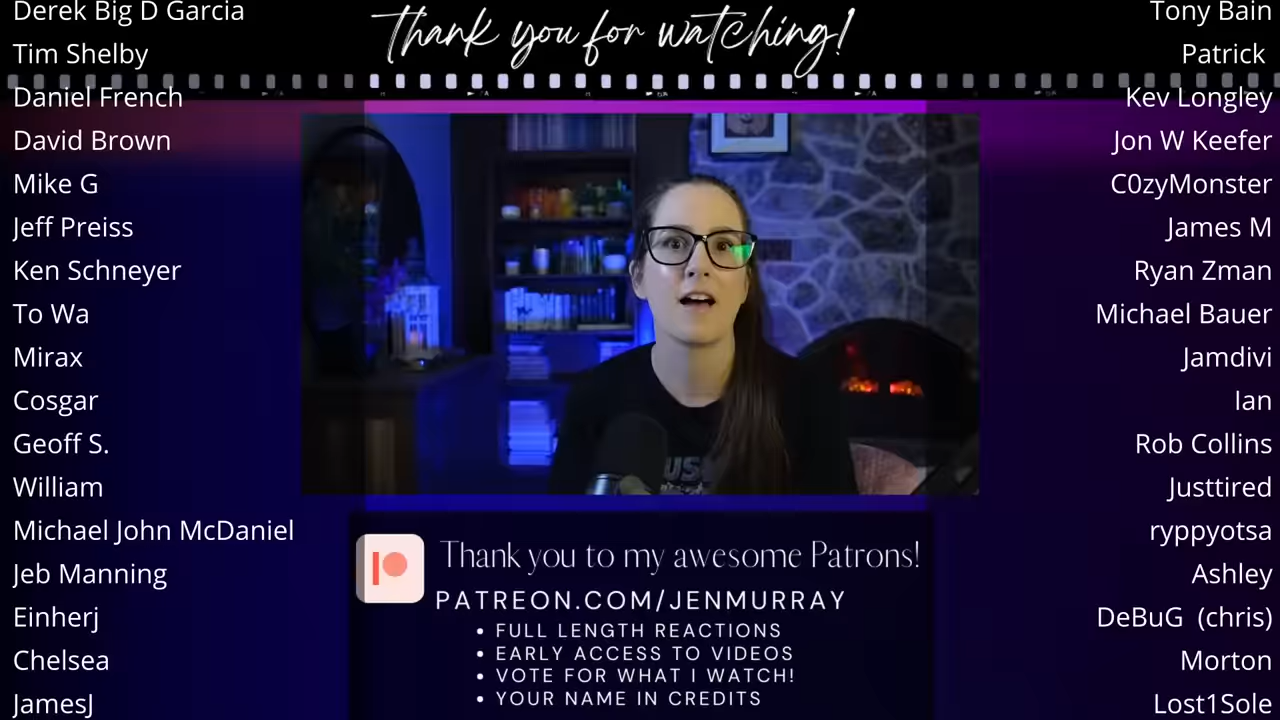 Thank you for watching!
Derek Big D Garcia
Tim Shelby
Daniel French
David Brown
Mike G
Jeff Preiss
Ken Schneyer
To Wa
Mirax
Cosgar
Geoff S.
William
Michael John McDaniel
Jeb Manning
Einherj
Chelsea
JamesJ
Tony Bain
Patrick
Kev Longley
Jon W Keefer
C0zyMonster
James M
Ryan Zman
Michael Bauer
Jamdivi
Ian
Rob Collins
Justtired
ryppyotsa
Ashley
DeBuG (chris)
Morton
Lost1Sole
Thank you to my awesome Patrons!
PATREON.COM/JENMURRAY
• FULL LENGTH REACTIONS
• EARLY ACCESS TO VIDEOS
• VOTE FOR WHAT I WATCH!
• YOUR NAME IN CREDITS